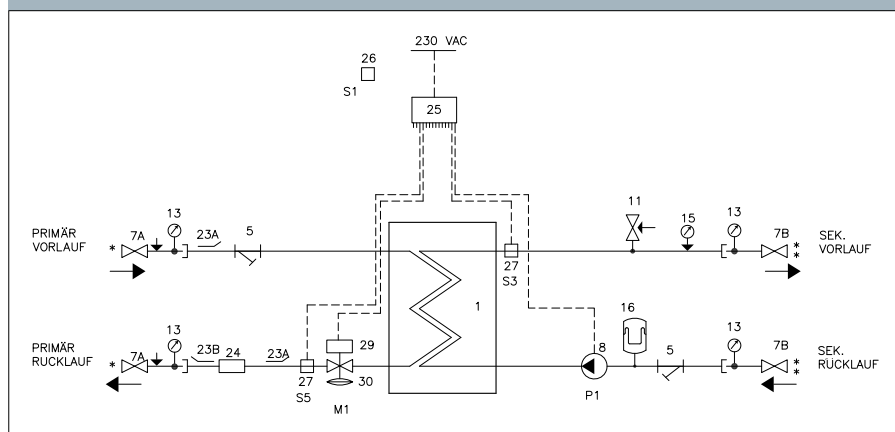 230 VAC
26
S1
25
11
15
13
7B
13
7A
23A
5
PRIMÄR
VORLAUF
*
27
S3
*
*
SEK.
VORLAUF
1
16
13
7B
13
7A
23B
24
23A
29
8
5
PRIMÄR
RUCKLAUF
*
27
S5
30
M1
P1
*
*
SEK.
RÜCKLAUF